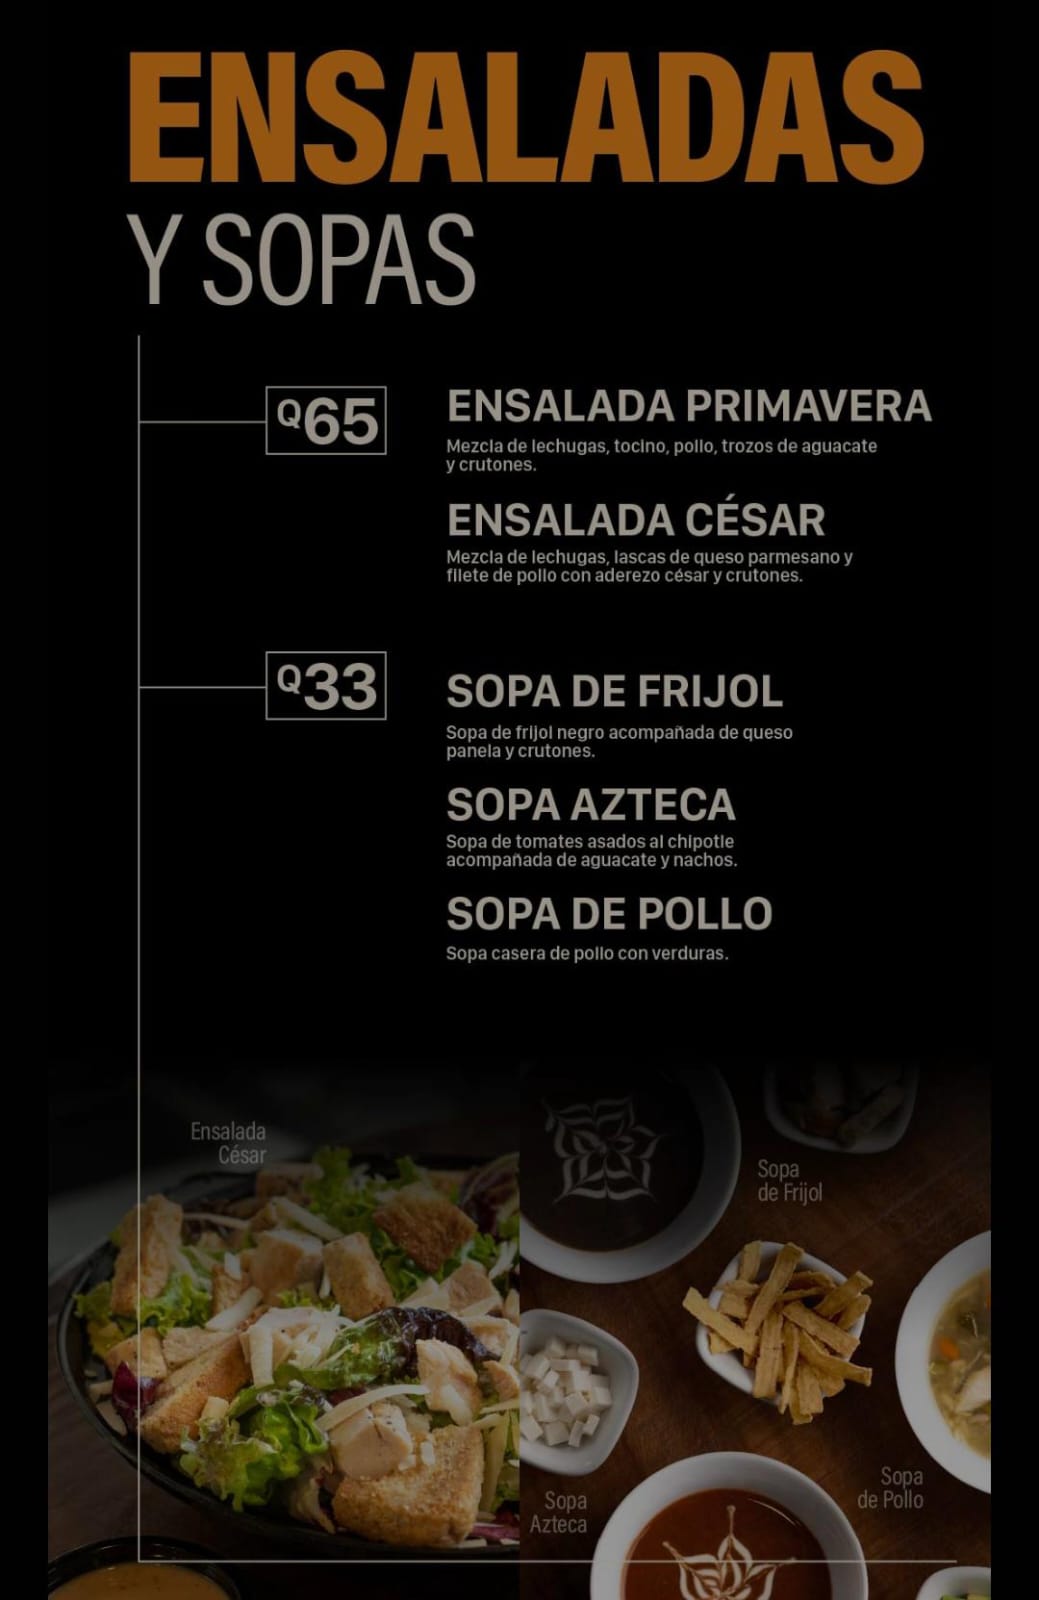 ENSALADAS
Y SOPAS
Q65
ENSALADA PRIMAVERA
Mezcla de lechugas, tocino, pollo, trozos de aguacate
y crutones.
ENSALADA CÉSAR
Mezcla de lechugas, lascas de queso parmesano y
filete de pollo con aderezo césar y crutones.
Q33
SOPA DE FRIJOL
Sopa de frijol negro acompañada de queso
panela y crutones.
SOPA AZTECA
Sopa de tomates asados al chipotle
acompañada de aguacate y nachos.
SOPA DE POLLO
Sopa casera de pollo con verduras.
Ensalada
César
Sopa
de Frijol
Sopa
de Pollo
Sopa
Azteca